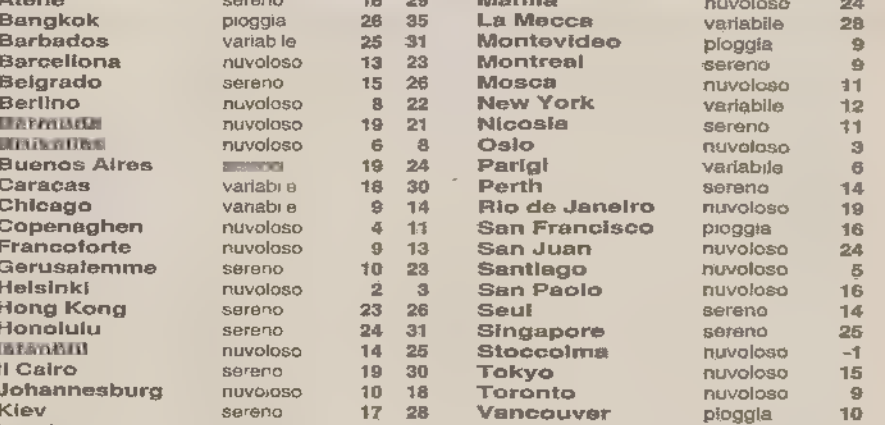 Atene sereno 16 29
Bangkok pioggia 26 35
Barbados variabile 25 31
Barcellona nuvoloso 13 23
Belgrado sereno 15 26
Berlino nuvoloso 8 22
nuvoloso 19 21
nuvoloso 6 8
Buenos Aires 19 24
Caracas variabile 18 30
Chicago variabile 9 14
Copenaghen nuvoloso 4 11
Francoforte nuvoloso 9 13
Gerusalemme sereno 10 23
Helsinki nuvoloso 2 3
Hong Kong sereno 23 26
Honolulu sereno 24 31
nuvoloso 14 25
Il Cairo sereno 19 30
Johannesburg nuvoloso 10 18
Kiev sereno 17 28
Manila nuvoloso 24
La Mecca variabile 28
Montevideo pioggia 9
Montreal sereno 9
Mosca nuvoloso 11
New York variabile 12
Nicosia sereno 11
Oslo nuvoloso 3
Parigi variabile 6
Perth sereno 14
Rio de Janeiro nuvoloso 19
San Francisco pioggia 16
San Juan nuvoloso 24
Santiago nuvoloso 5
San Paolo nuvoloso 16
Seul sereno 14
Singapore sereno 25
Stoccolma nuvoloso -1
Tokyo nuvoloso 15
Toronto nuvoloso 9
Vancouver pioggia 10